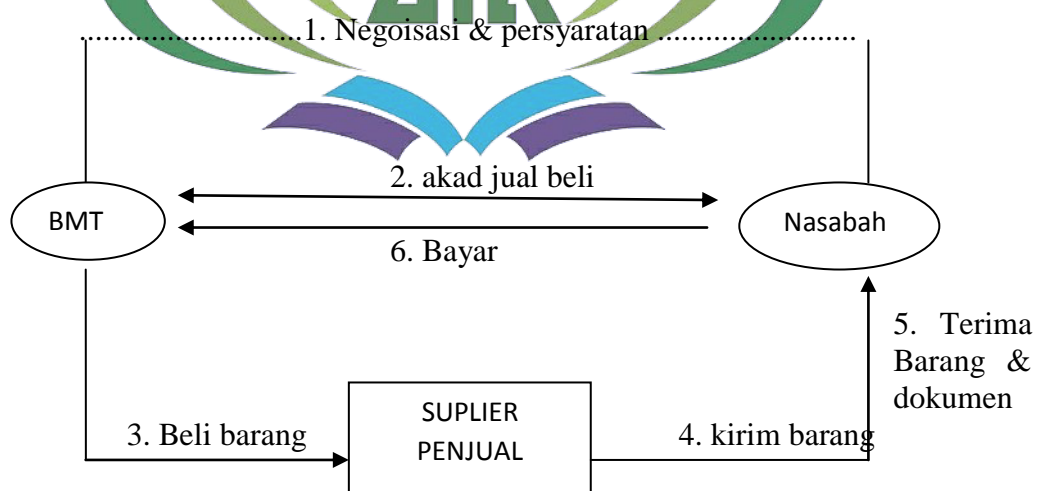 1. Negoisasi & persyaratan
2. akad jual beli
BMT
Nasabah
6. Bayar
5. Terima
Barang &
dokumen
SUPLIER
PENJUAL
3. Beli barang
4. kirim barang